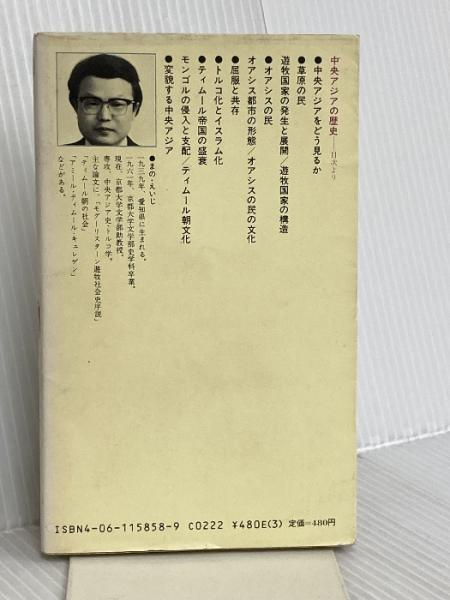 中央アジアの歴史——目次より
●中央アジアをどう見るか
●草原の民
遊牧国家の発生と展開/遊牧国家の構造
●オアシスの民
オアシス都市の形態/オアシスの民の文化
●屈服と共存
●トルコ化とイスラム化
●ティムール帝国の盛衰
モンゴルの侵入と支配/ティムール朝文化
●変貌する中央アジア
●まの・えいじ
一九三九年、愛知県に生まれる。
一九六一年、京都大学文学部史学科卒業。
現在、京都大学文学部助教授。
専攻、中央アジア史・トルコ学。
主な論文に、「モグーリスターン遊牧社会史序説」
「ティムール朝の社会」
「アミール・ティムール・キュレゲン」
などがある。
ISBN4-06-115858-9 C0222 ¥480E(3) 定価=480円